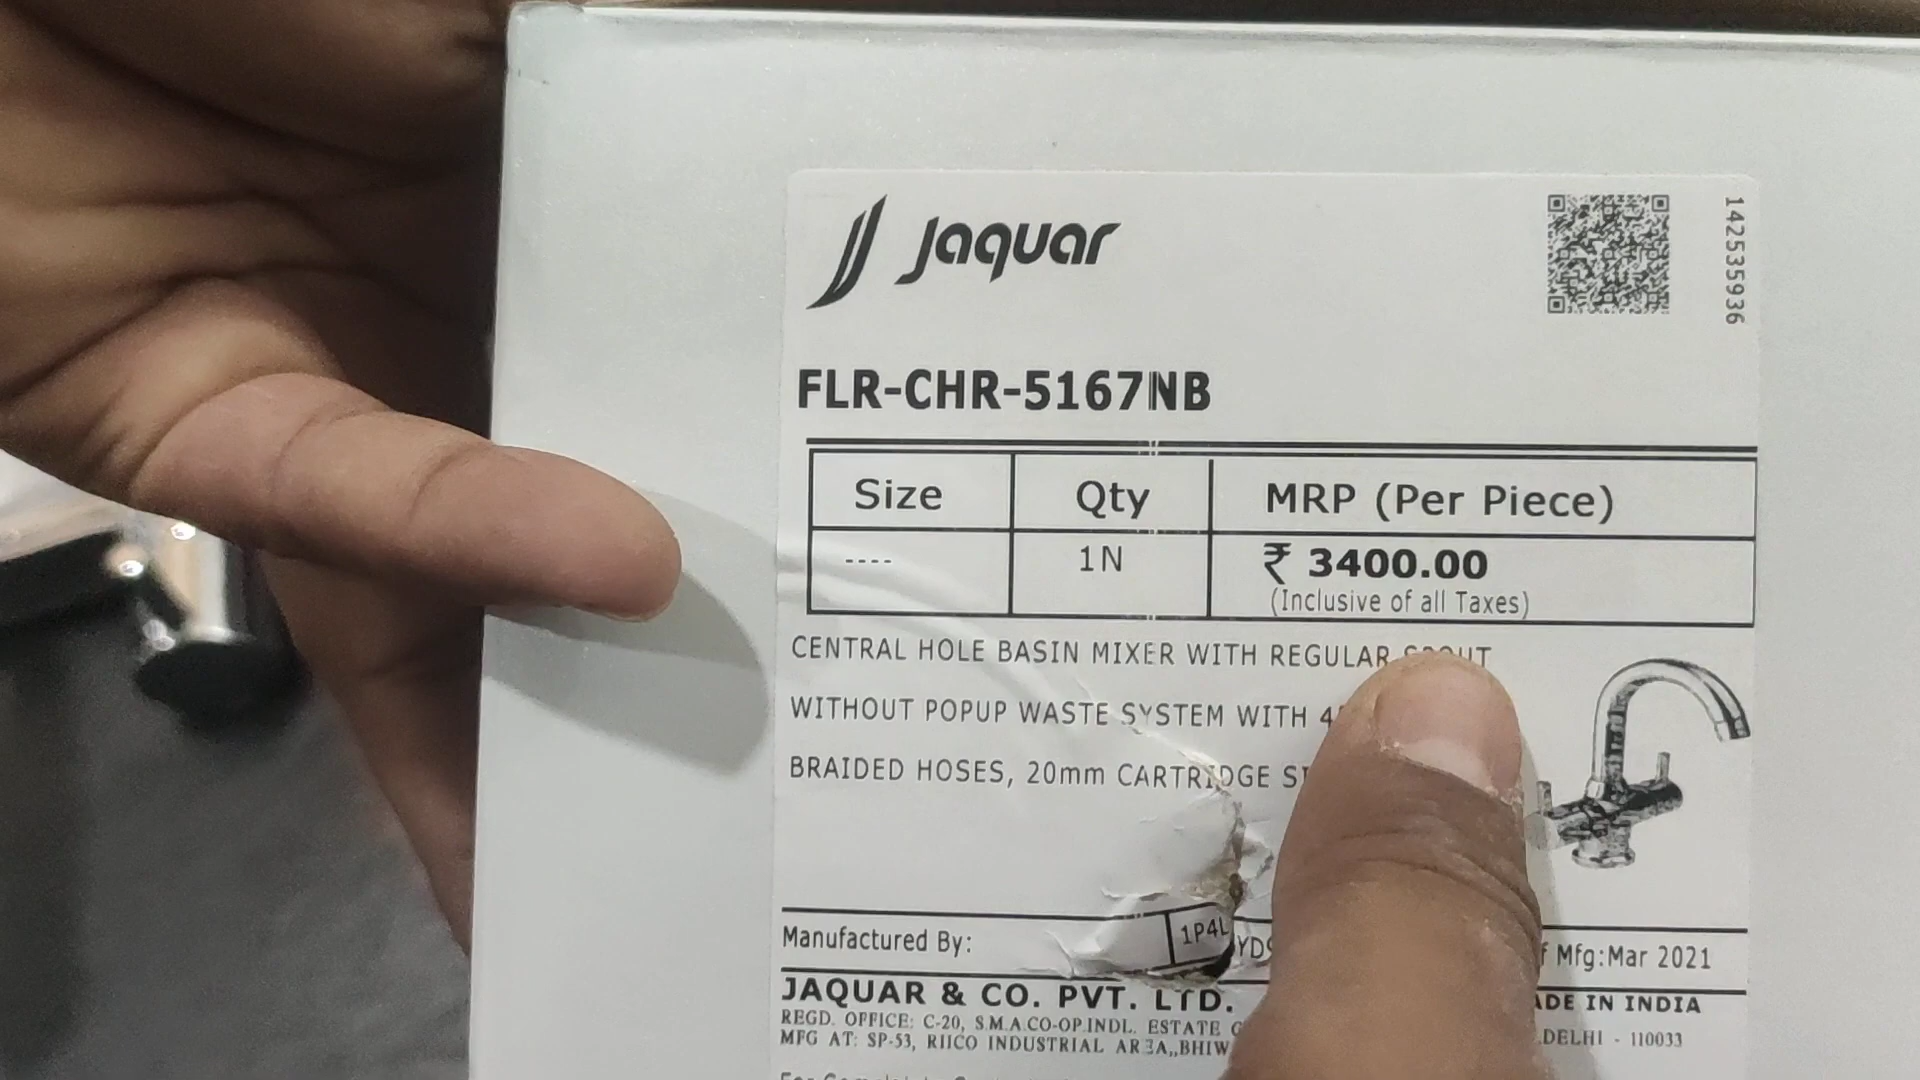 Jaquar
142535936
FLR-CHR-5167NB
Size Qty MRP (Per Piece)
---- 1N ₹ 3400.00
(Inclusive of all Taxes)
CENTRAL HOLE BASIN MIXER WITH REGULAR SPOUT
WITHOUT POPUP WASTE SYSTEM WITH
BRAIDED HOSES, 20mm CARTRIDGE
Manufactured By: 1P4L Mfg:Mar 2021
JAQUAR & CO. PVT. LTD. IN INDIA
REGD. OFFICE: C-20, S.M.A.CO-OP.INDL. ESTATE DELHI - 110033
MFG AT: SP-53, RIICO INDUSTRIAL AREA,,BHIW